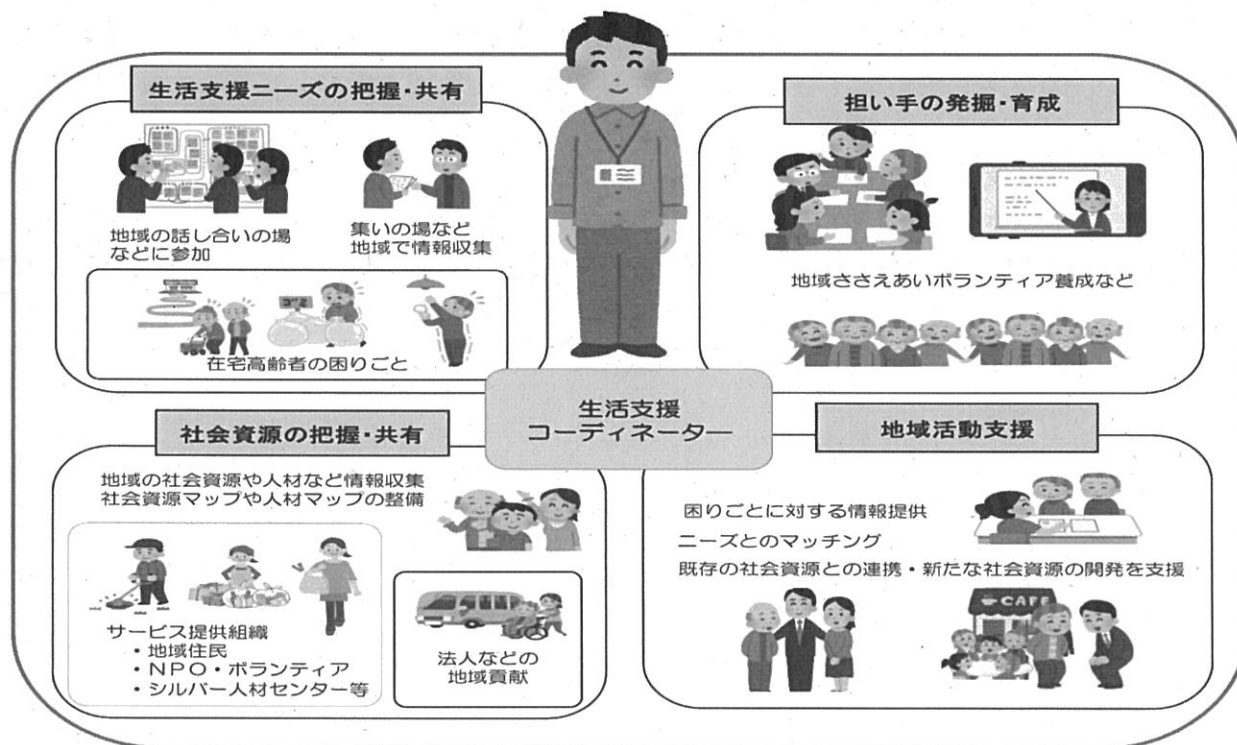 生活支援ニーズの把握・共有
地域の話し合いの場
などに参加
集いの場など
地域で情報収集
在宅高齢者の困りごと
担い手の発掘・育成
地域ささえあいボランティア養成など
生活支援
コーディネーター
社会資源の把握・共有
地域の社会資源や人材など情報収集
社会資源マップや人材マップの整備
サービス提供組織
・地域住民
・NPO・ボランティア
・シルバー人材センター等
法人などの
地域貢献
地域活動支援
困りごとに対する情報提供
ニーズとのマッチング
既存の社会資源との連携・新たな社会資源の開発を支援
CAFE